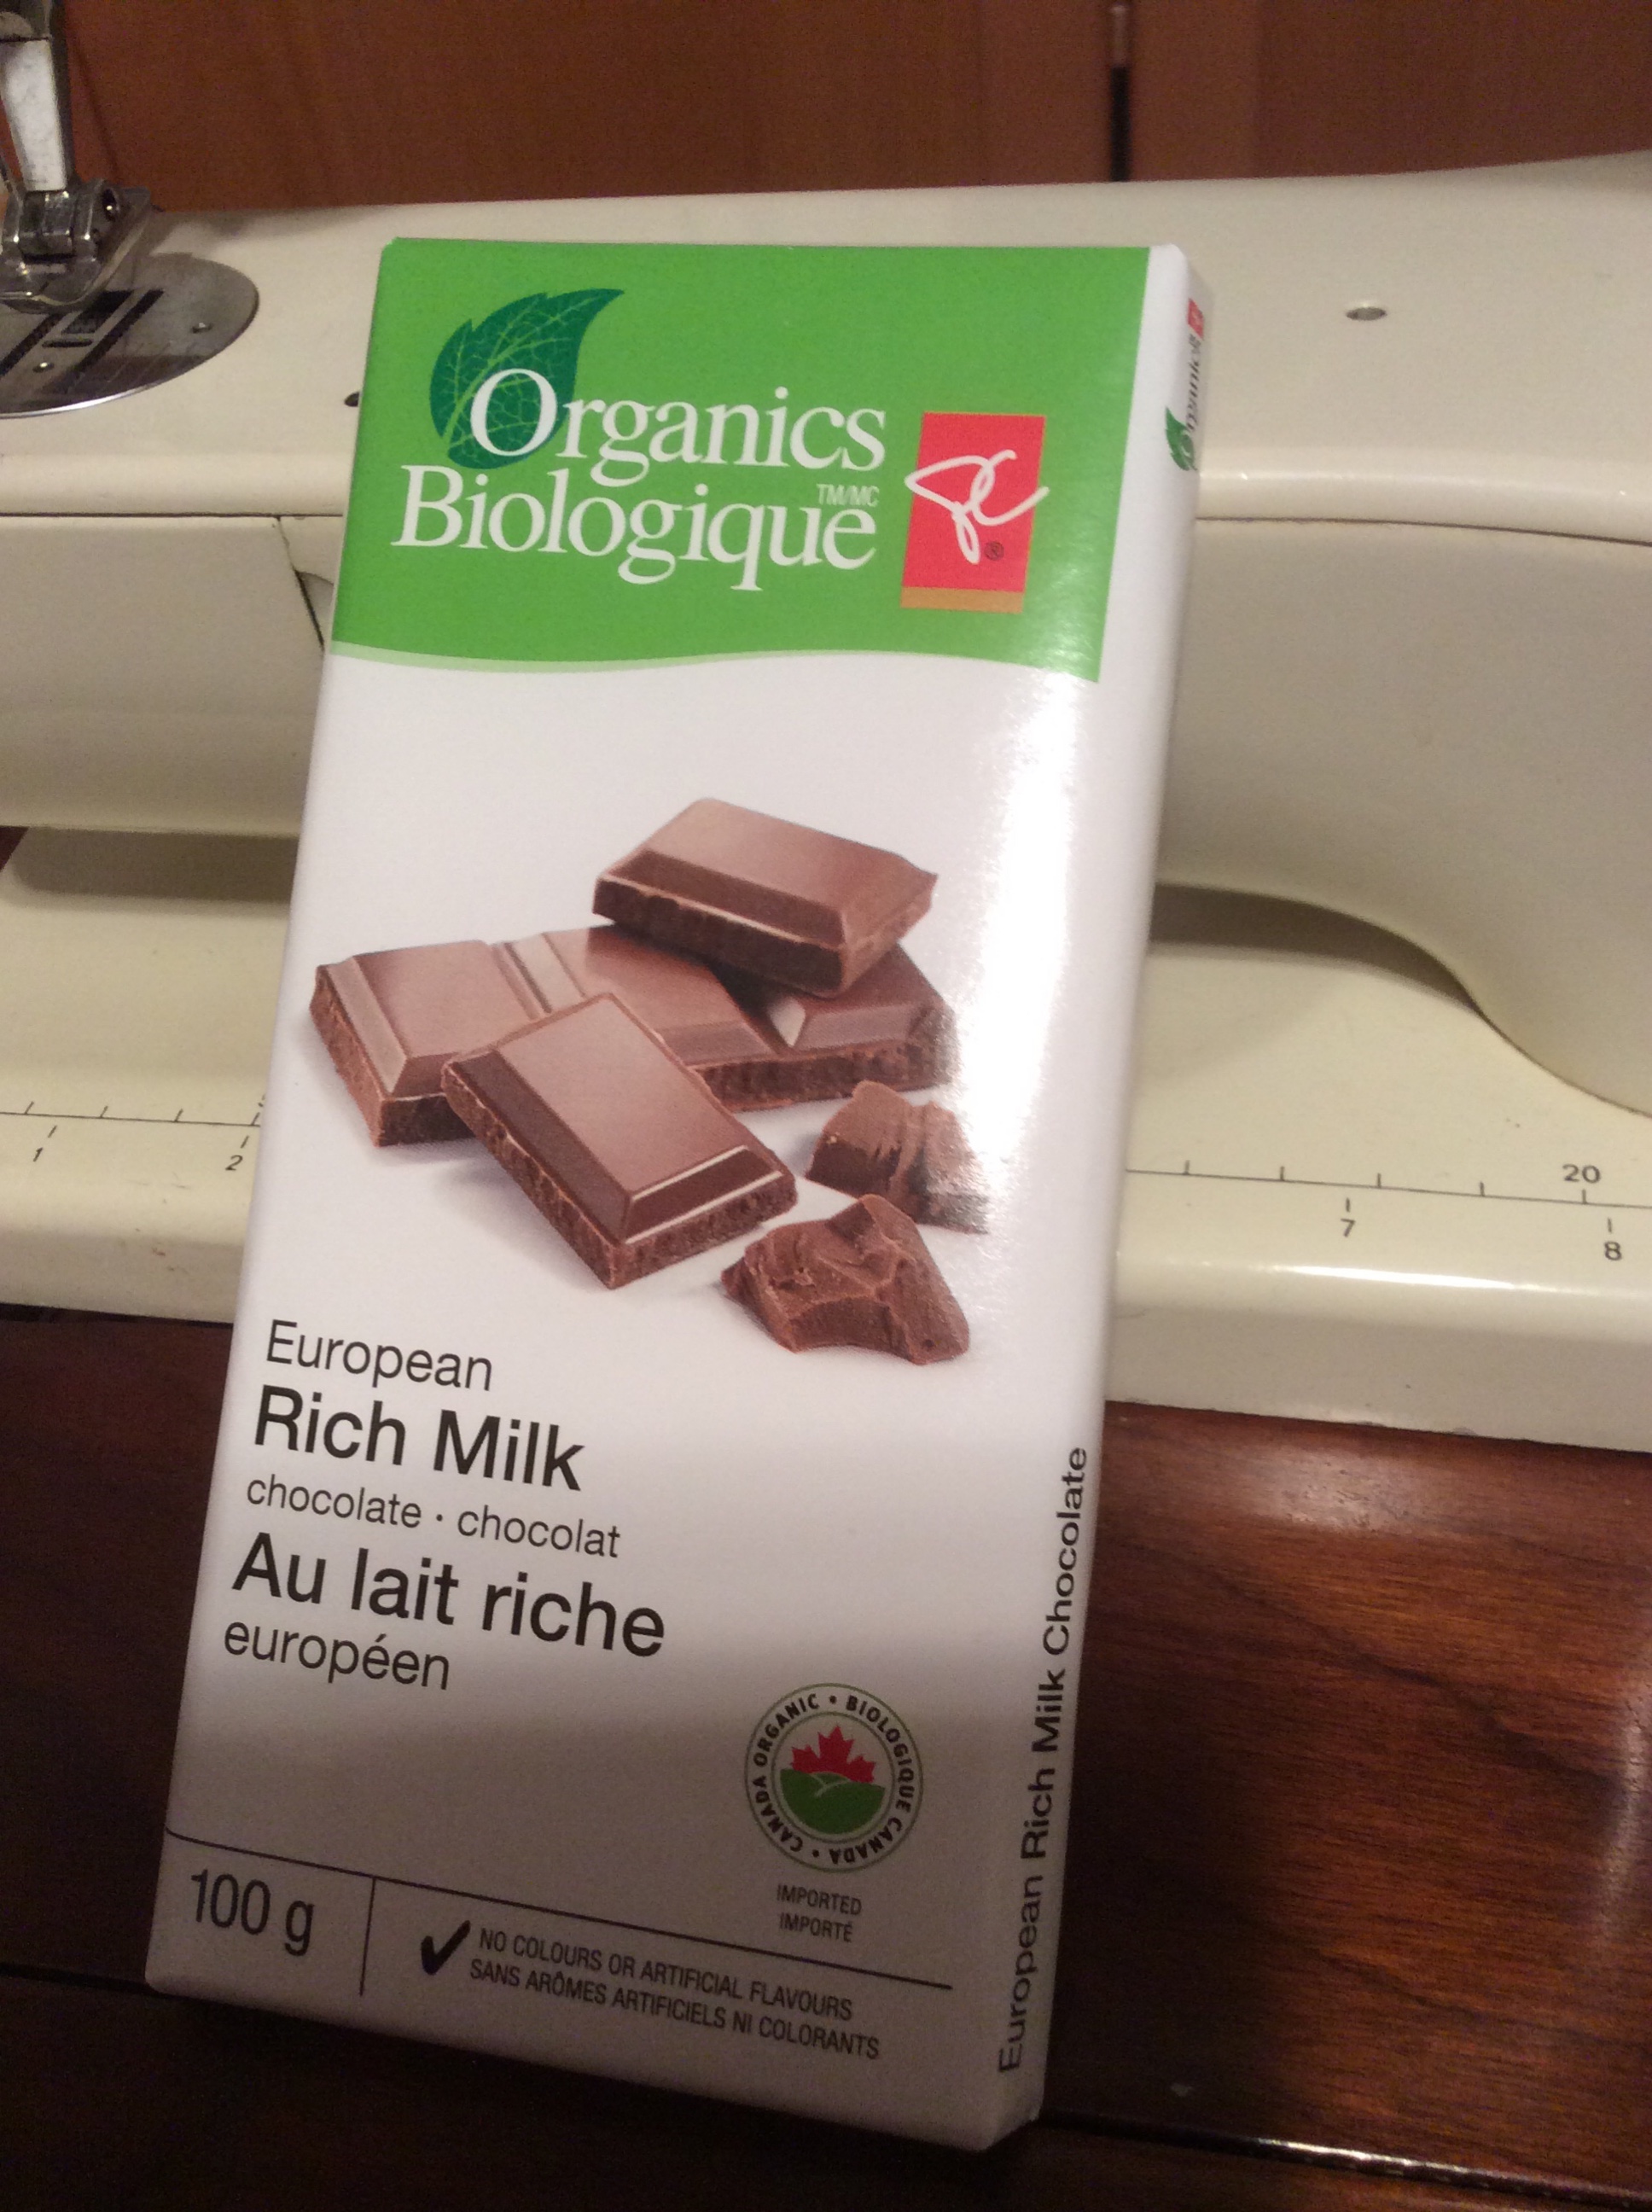 Organics
Biologique
TM/MC
PC
®
European
Rich Milk
chocolate · chocolat
Au lait riche
européen
CANADA ORGANIC • BIOLOGIQUE CANADA •
IMPORTED
IMPORTÉ
100 g
NO COLOURS OR ARTIFICIAL FLAVOURS
SANS ARÔMES ARTIFICIELS NI COLORANTS
European Rich Milk Chocolate
Organics
1
2
7
20
8